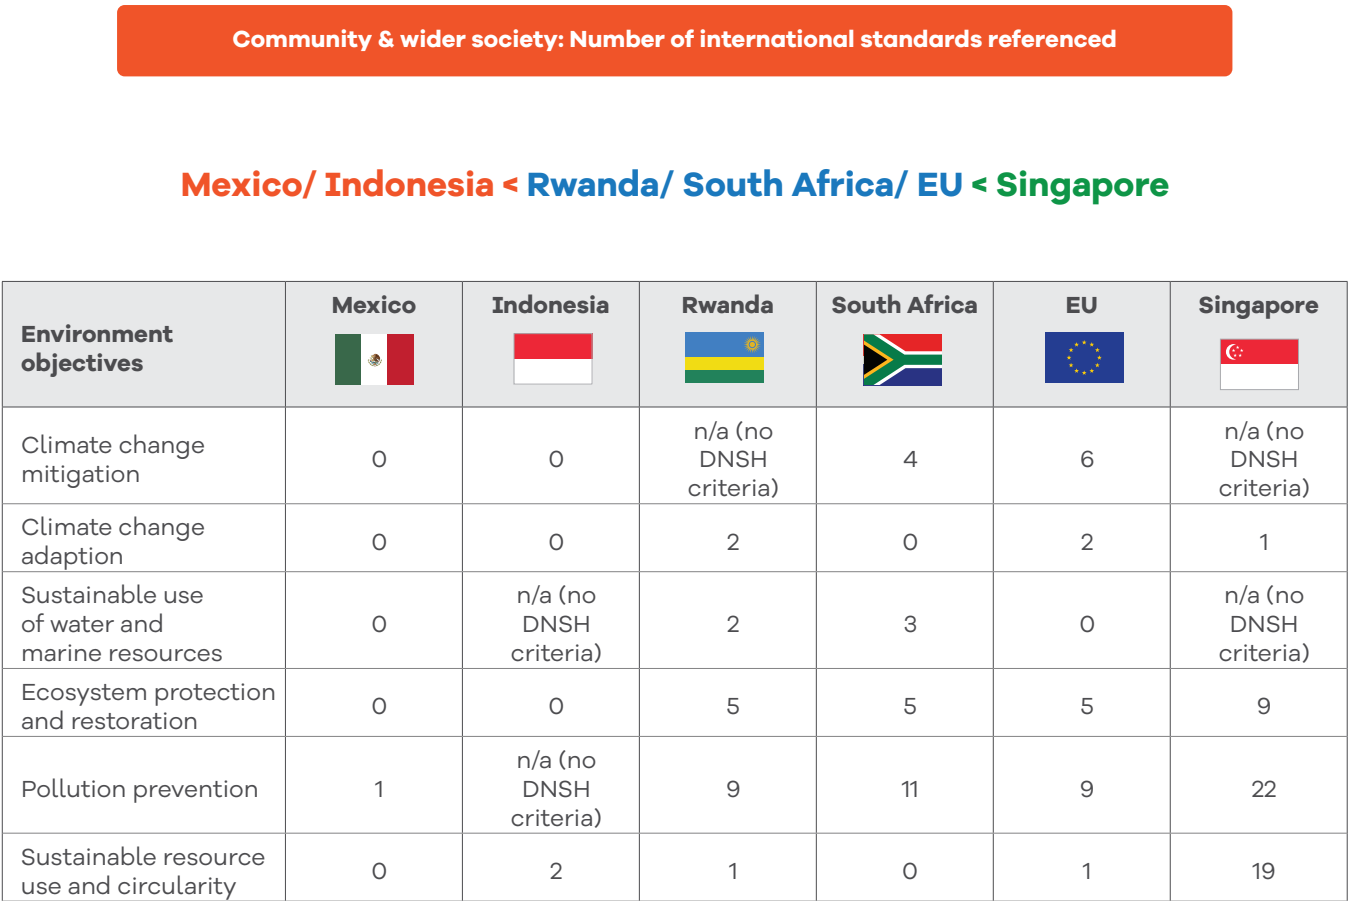 Community & wider society: Number of international standards referenced
Mexico/ Indonesia < Rwanda/ South Africa/ EU < Singapore
Environment
objectives
Mexico
Indonesia
Rwanda
South Africa
EU
Singapore
Climate change
mitigation
0
0
n/a (no
DNSH
criteria)
4
6
n/a (no
DNSH
criteria)
Climate change
adaption
0
0
2
0
2
1
Sustainable use
of water and
marine resources
0
n/a (no
DNSH
criteria)
2
3
0
n/a (no
DNSH
criteria)
Ecosystem protection
and restoration
0
0
5
5
5
9
Pollution prevention
1
n/a (no
DNSH
criteria)
9
11
9
22
Sustainable resource
use and circularity
0
2
1
0
1
19